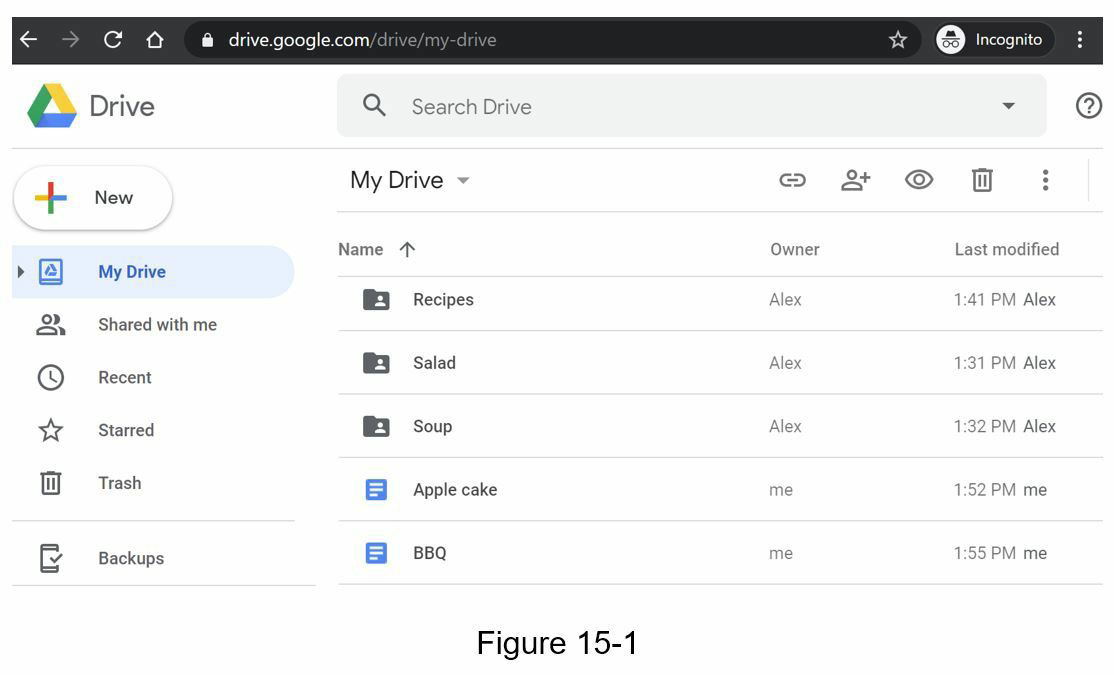 drive.google.com/drive/my-drive
Incognito
Drive
Search Drive
New
My Drive
Name
Owner
Last modified
My Drive
Recipes
Alex
1:41 PM Alex
Shared with me
Salad
Alex
1:31 PM Alex
Recent
Soup
Alex
1:32 PM Alex
Starred
Apple cake
me
1:52 PM me
Trash
BBQ
me
1:55 PM me
Backups
Figure 15-1